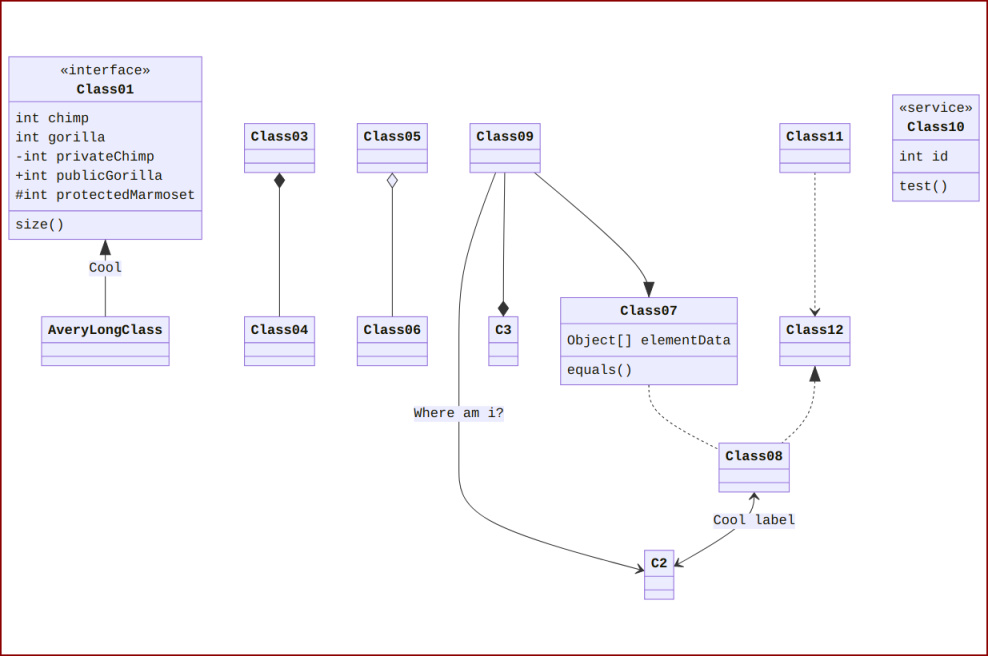 «interface»
Class01
int chimp
int gorilla
-int privateChimp
+int publicGorilla
#int protectedMarmoset
size()
Class03
Class05
Class09
Class11
«service»
Class10
int id
test()
Cool
AveryLongClass
Class04
Class06
C3
Class07
Object[] elementData
equals()
Class12
Where am i?
Class08
Cool label
C2